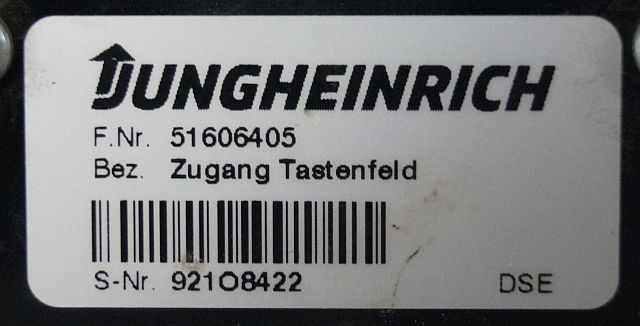 JUNGHEINRICH
F.Nr. 51606405
Bez. Zugang Tastenfeld
S-Nr. 92108422
DSE